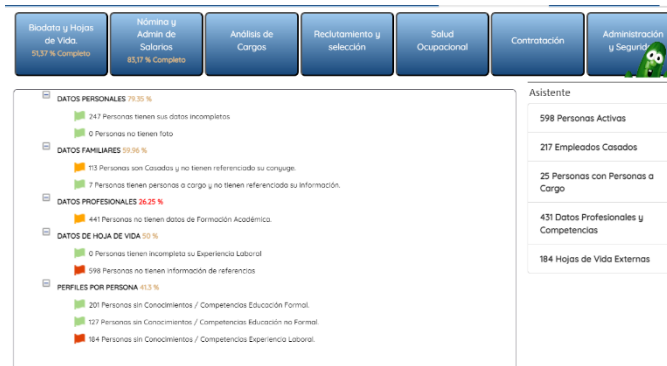 Biodata y Hojas
de Vida.
51,37 % Completo
Nómina y
Admin de
Salarios
83,17 % Completo
Análisis de
Cargos
Reclutamiento y
selección
Salud
Ocupacional
Contratación
Administración
y Segurid
DATOS PERSONALES 79.35 %
247 Personas tienen sus datos incompletos
0 Personas no tienen foto
DATOS FAMILIARES 59.96 %
113 Personas son Casadas y no tienen referenciado su conyuge.
7 Personas tienen personas a cargo y no tienen referenciada su Información.
DATOS PROFESIONALES 26.25 %
441 Personas no tienen datos de Formación Académica.
DATOS DE HOJA DE VIDA 50 %
0 Personas tienen incompleta su Experiencia Laboral
598 Personas no tienen información de referencias
PERFILES POR PERSONA 41.3 %
201 Personas sin Conocimientos / Competencias Educación Formal.
127 Personas sin Conocimientos / Competencias Educación no Formal.
184 Personas sin Conocimientos / Competencias Experiencia Laboral.
Asistente
598 Personas Activas
217 Empleados Casados
25 Personas con Personas a
Cargo
431 Datos Profesionales y
Competencias
184 Hojas de Vida Externas